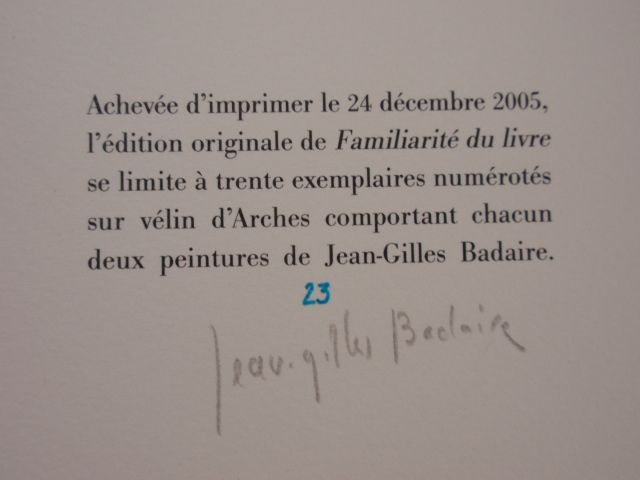 Achevée d'imprimer le 24 décembre 2005,
l'édition originale de Familiarité du livre
se limite à trente exemplaires numérotés
sur vélin d'Arches comportant chacun
deux peintures de Jean-Gilles Badaire.
23
Jean-gilles Badaire